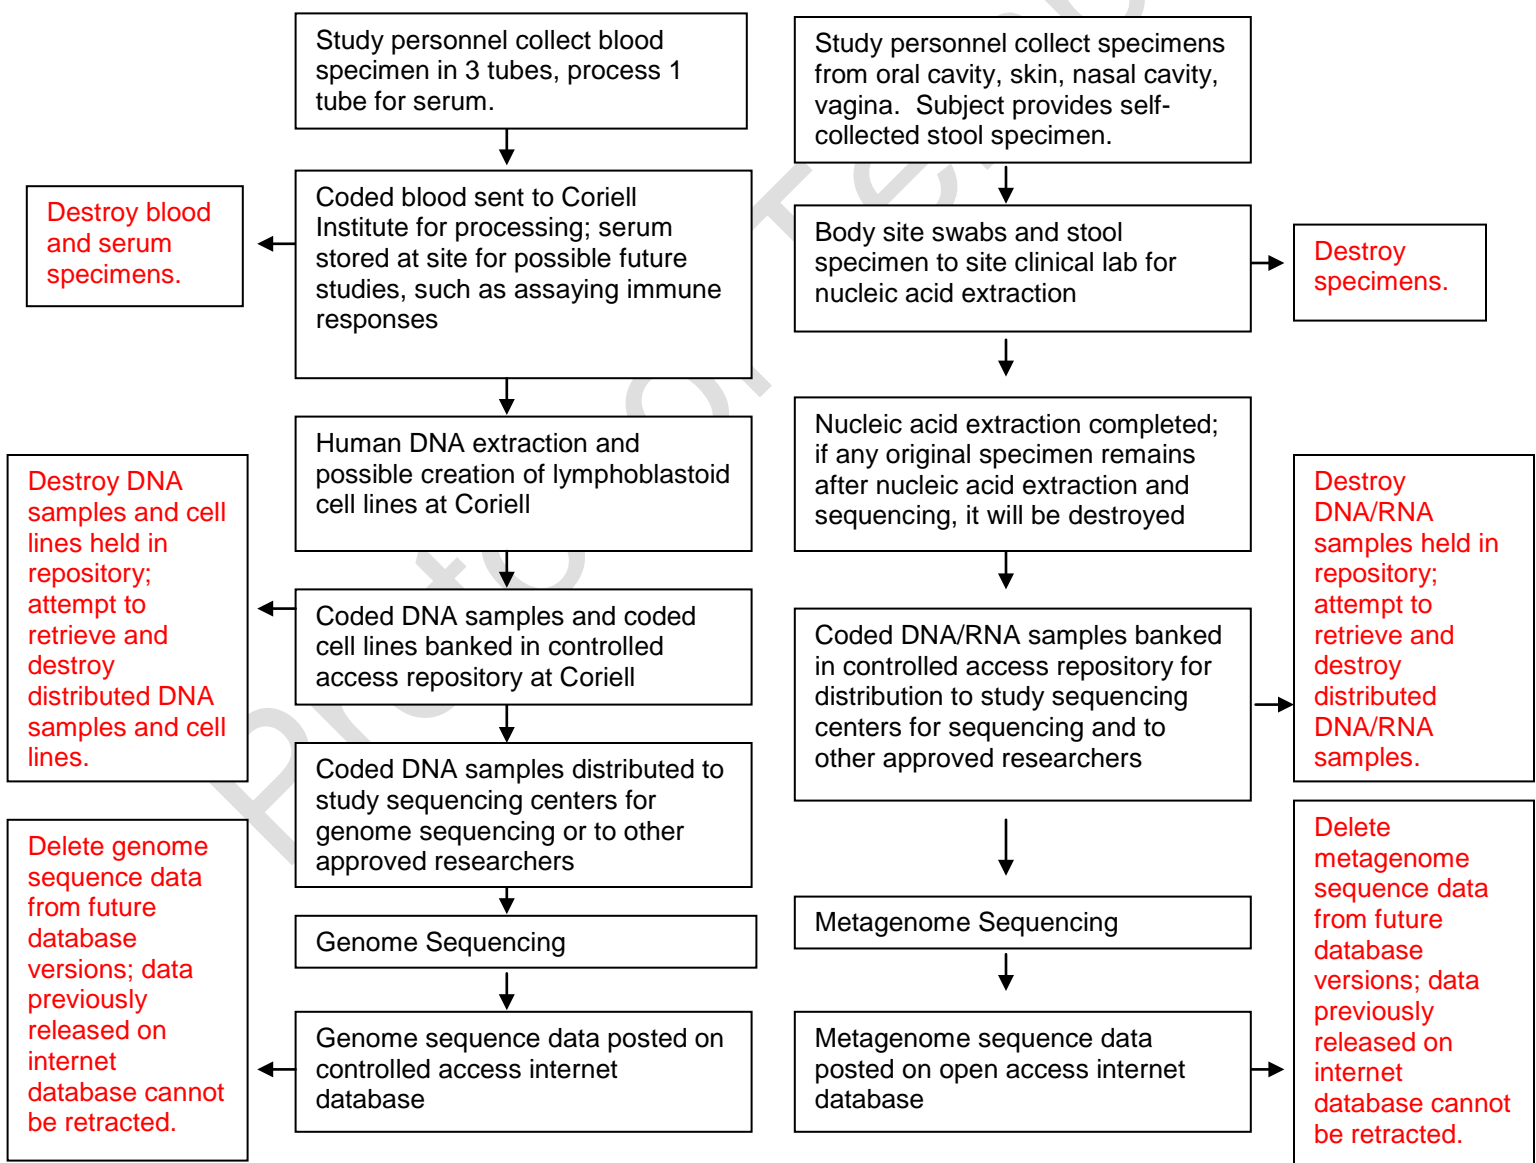 Study personnel collect blood
specimen in 3 tubes, process 1
tube for serum.
Coded blood sent to Coriell
Institute for processing; serum
stored at site for possible future
studies, such as assaying immune
responses
Destroy blood
and serum
specimens.
Human DNA extraction and
possible creation of lymphoblastoid
cell lines at Coriell
Coded DNA samples and coded
cell lines banked in controlled
access repository at Coriell
Destroy DNA
samples and cell
lines held in
repository;
attempt to
retrieve and
destroy
distributed DNA
samples and cell
lines.
Coded DNA samples distributed to
study sequencing centers for
genome sequencing or to other
approved researchers
Genome Sequencing
Genome sequence data posted on
controlled access internet
database
Delete genome
sequence data
from future
database
versions; data
previously
released on
internet
database cannot
be retracted.
Study personnel collect specimens
from oral cavity, skin, nasal cavity,
vagina.  Subject provides self-
collected stool specimen.
Body site swabs and stool
specimen to site clinical lab for
nucleic acid extraction
Destroy
specimens.
Nucleic acid extraction completed;
if any original specimen remains
after nucleic acid extraction and
sequencing, it will be destroyed
Coded DNA/RNA samples banked
in controlled access repository for
distribution to study sequencing
centers for sequencing and to
other approved researchers
Destroy
DNA/RNA
samples held in
repository;
attempt to
retrieve and
destroy
distributed
DNA/RNA
samples.
Metagenome Sequencing
Metagenome sequence data
posted on open access internet
database
Delete
metagenome
sequence data
from future
database
versions; data
previously
released on
internet
database cannot
be retracted.